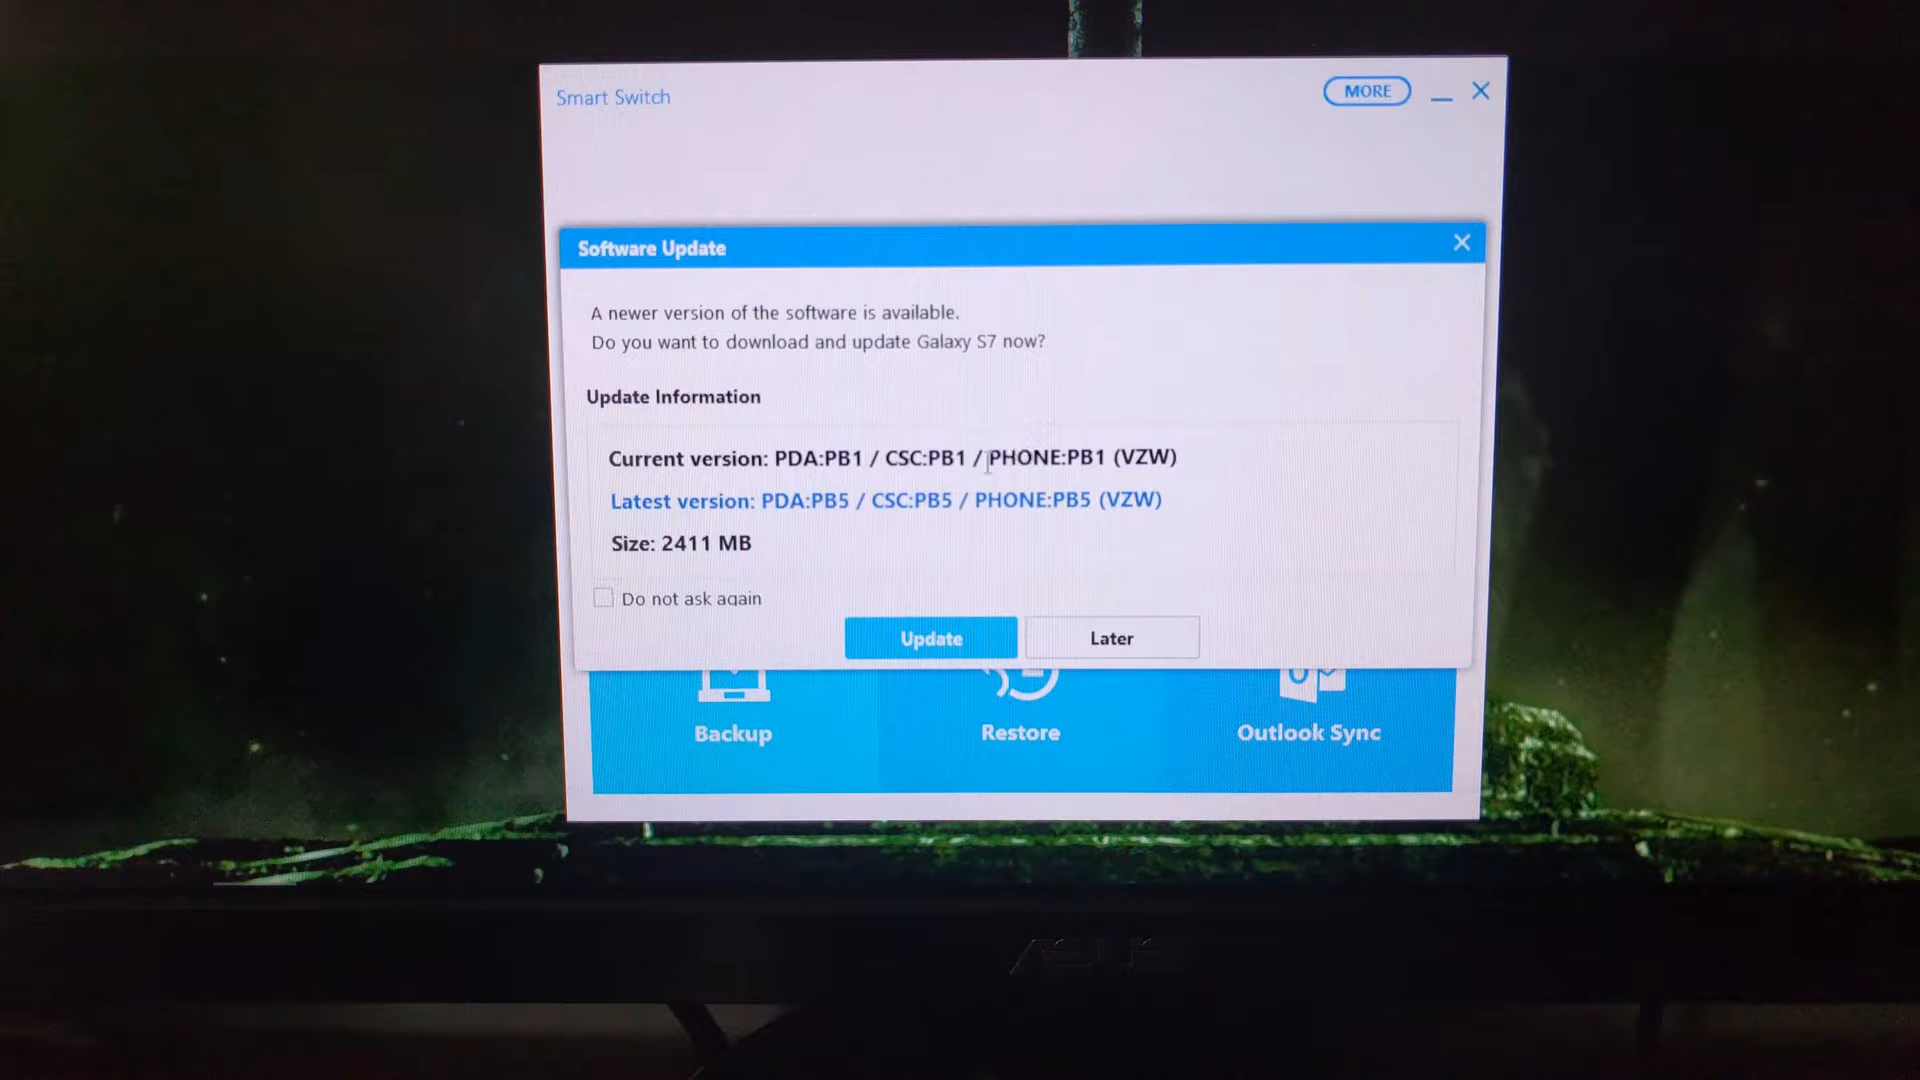 Smart Switch
MORE
Software Update
A newer version of the software is available.
Do you want to download and update Galaxy S7 now?
Update Information
Current version: PDA:PB1 / CSC:PB1 / PHONE:PB1 (VZW)
Latest version: PDA:PB5 / CSC:PB5 / PHONE:PB5 (VZW)
Size: 2411 MB
Do not ask again
Update
Later
Backup
Restore
Outlook Sync
ASUS